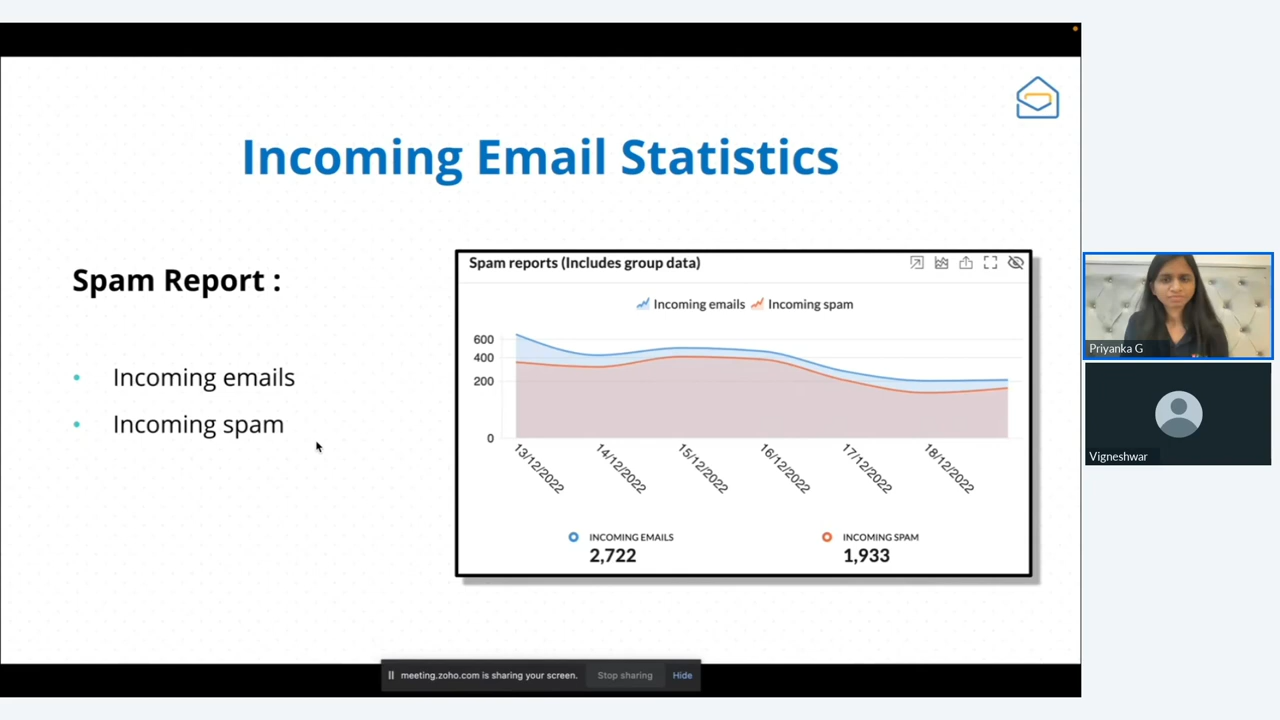 Incoming Email Statistics
Spam Report :
• Incoming emails
• Incoming spam
Spam reports (Includes group data)
Incoming emails Incoming spam
600
400
200
0
13/12/2022
14/12/2022
15/12/2022
16/12/2022
17/12/2022
18/12/2022
INCOMING EMAILS
2,722
INCOMING SPAM
1,933
Priyanka G
Vigneshwar
meeting.zoho.com is sharing your screen. Stop sharing Hide